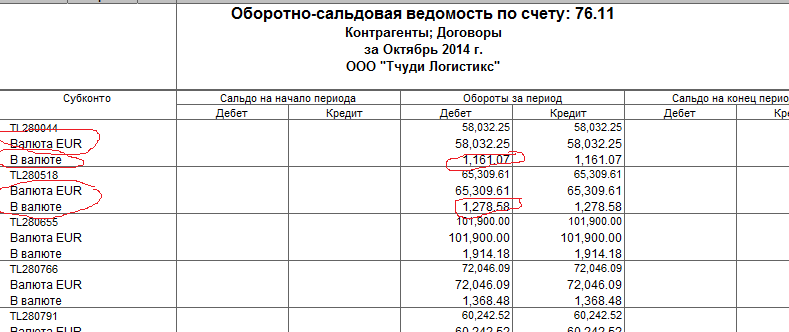 Оборотно-сальдовая ведомость по счету: 76.11
Контрагенты; Договоры
за Октябрь 2014 г.
ООО "Тчуди Логистикс"
Субконто Сальдо на начало периода Обороты за период Сальдо на конец перио
Дебет Кредит Дебет Кредит Дебет
TL280044 58,032.25 58,032.25
Валюта EUR 58,032.25 58,032.25
В валюте 1,161.07 1,161.07
TL280518 65,309.61 65,309.61
Валюта EUR 65,309.61 65,309.61
В валюте 1,278.58 1,278.58
TL280655 101,900.00 101,900.00
Валюта EUR 101,900.00 101,900.00
В валюте 1,914.18 1,914.18
TL280766 72,046.09 72,046.09
Валюта EUR 72,046.09 72,046.09
В валюте 1,368.48 1,368.48
TL280791 60,242.52 60,242.52
Валюта EUR 60,242.52 60,242.52